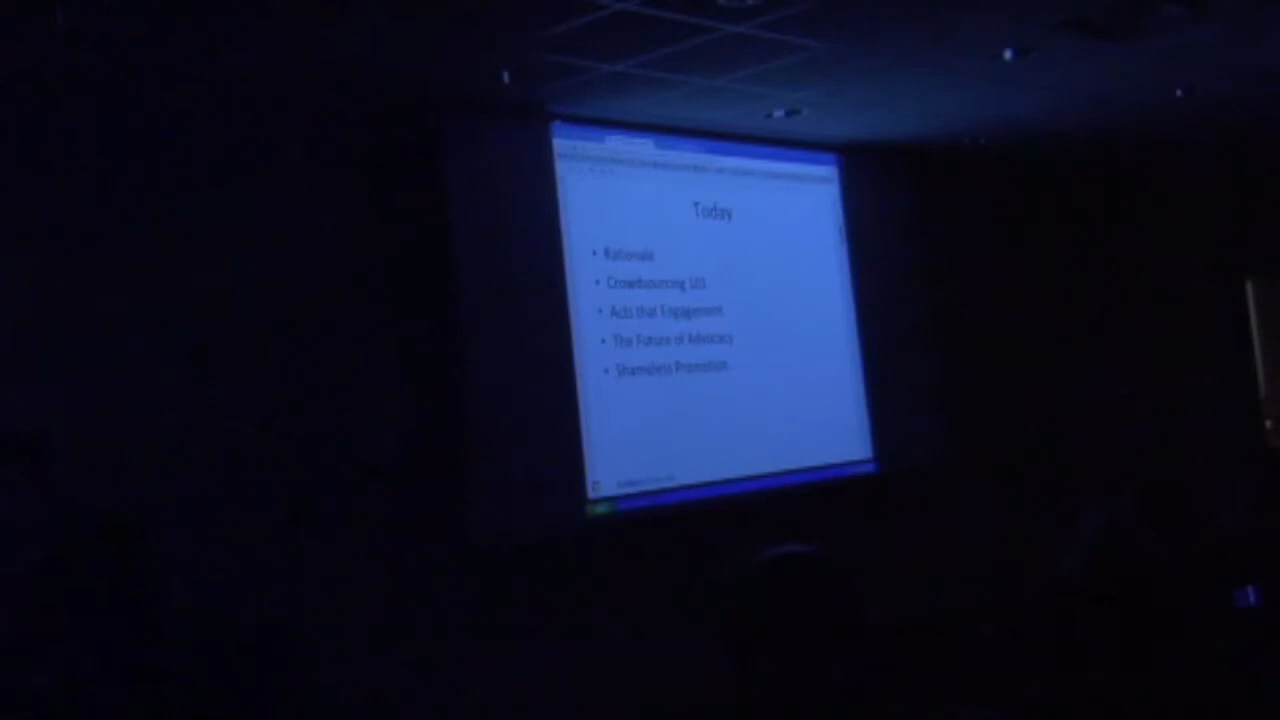 Today
• Rationale
• Crowdsourcing 101
• Acts that Engagement
• The Future of Advocacy
• Shameless Promotion